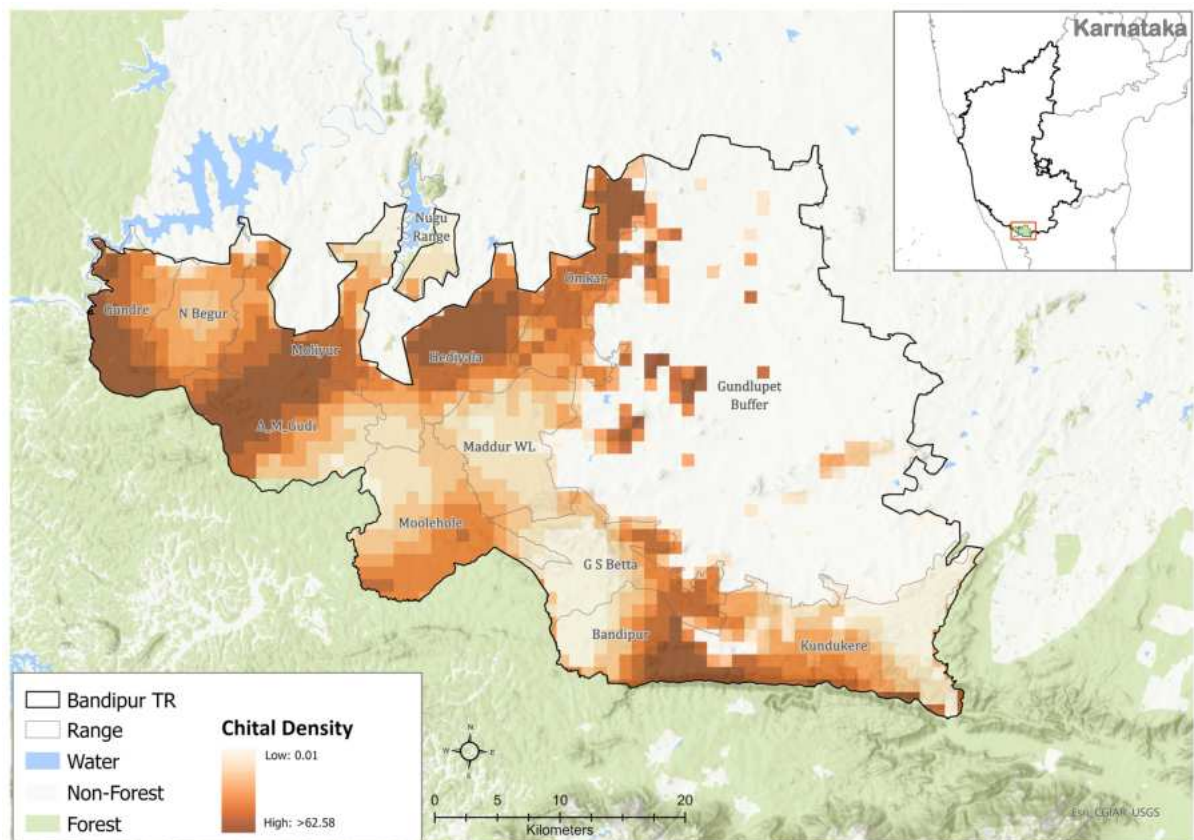 Karnataka
Nugu
Range
Omkar
Gundre
N Begur
Moliyur
Hediyala
Gundlupet
Buffer
A_M_Gudi
Maddur WL
Moolehole
G S Betta
Bandipur
Kundukere
Bandipur TR
Range
Water
Non-Forest
Forest
Chital Density
Low: 0.01
High: >62.58
N
W
E
S
0 5 10 20
Kilometers
Esri, CGIAR, USGS